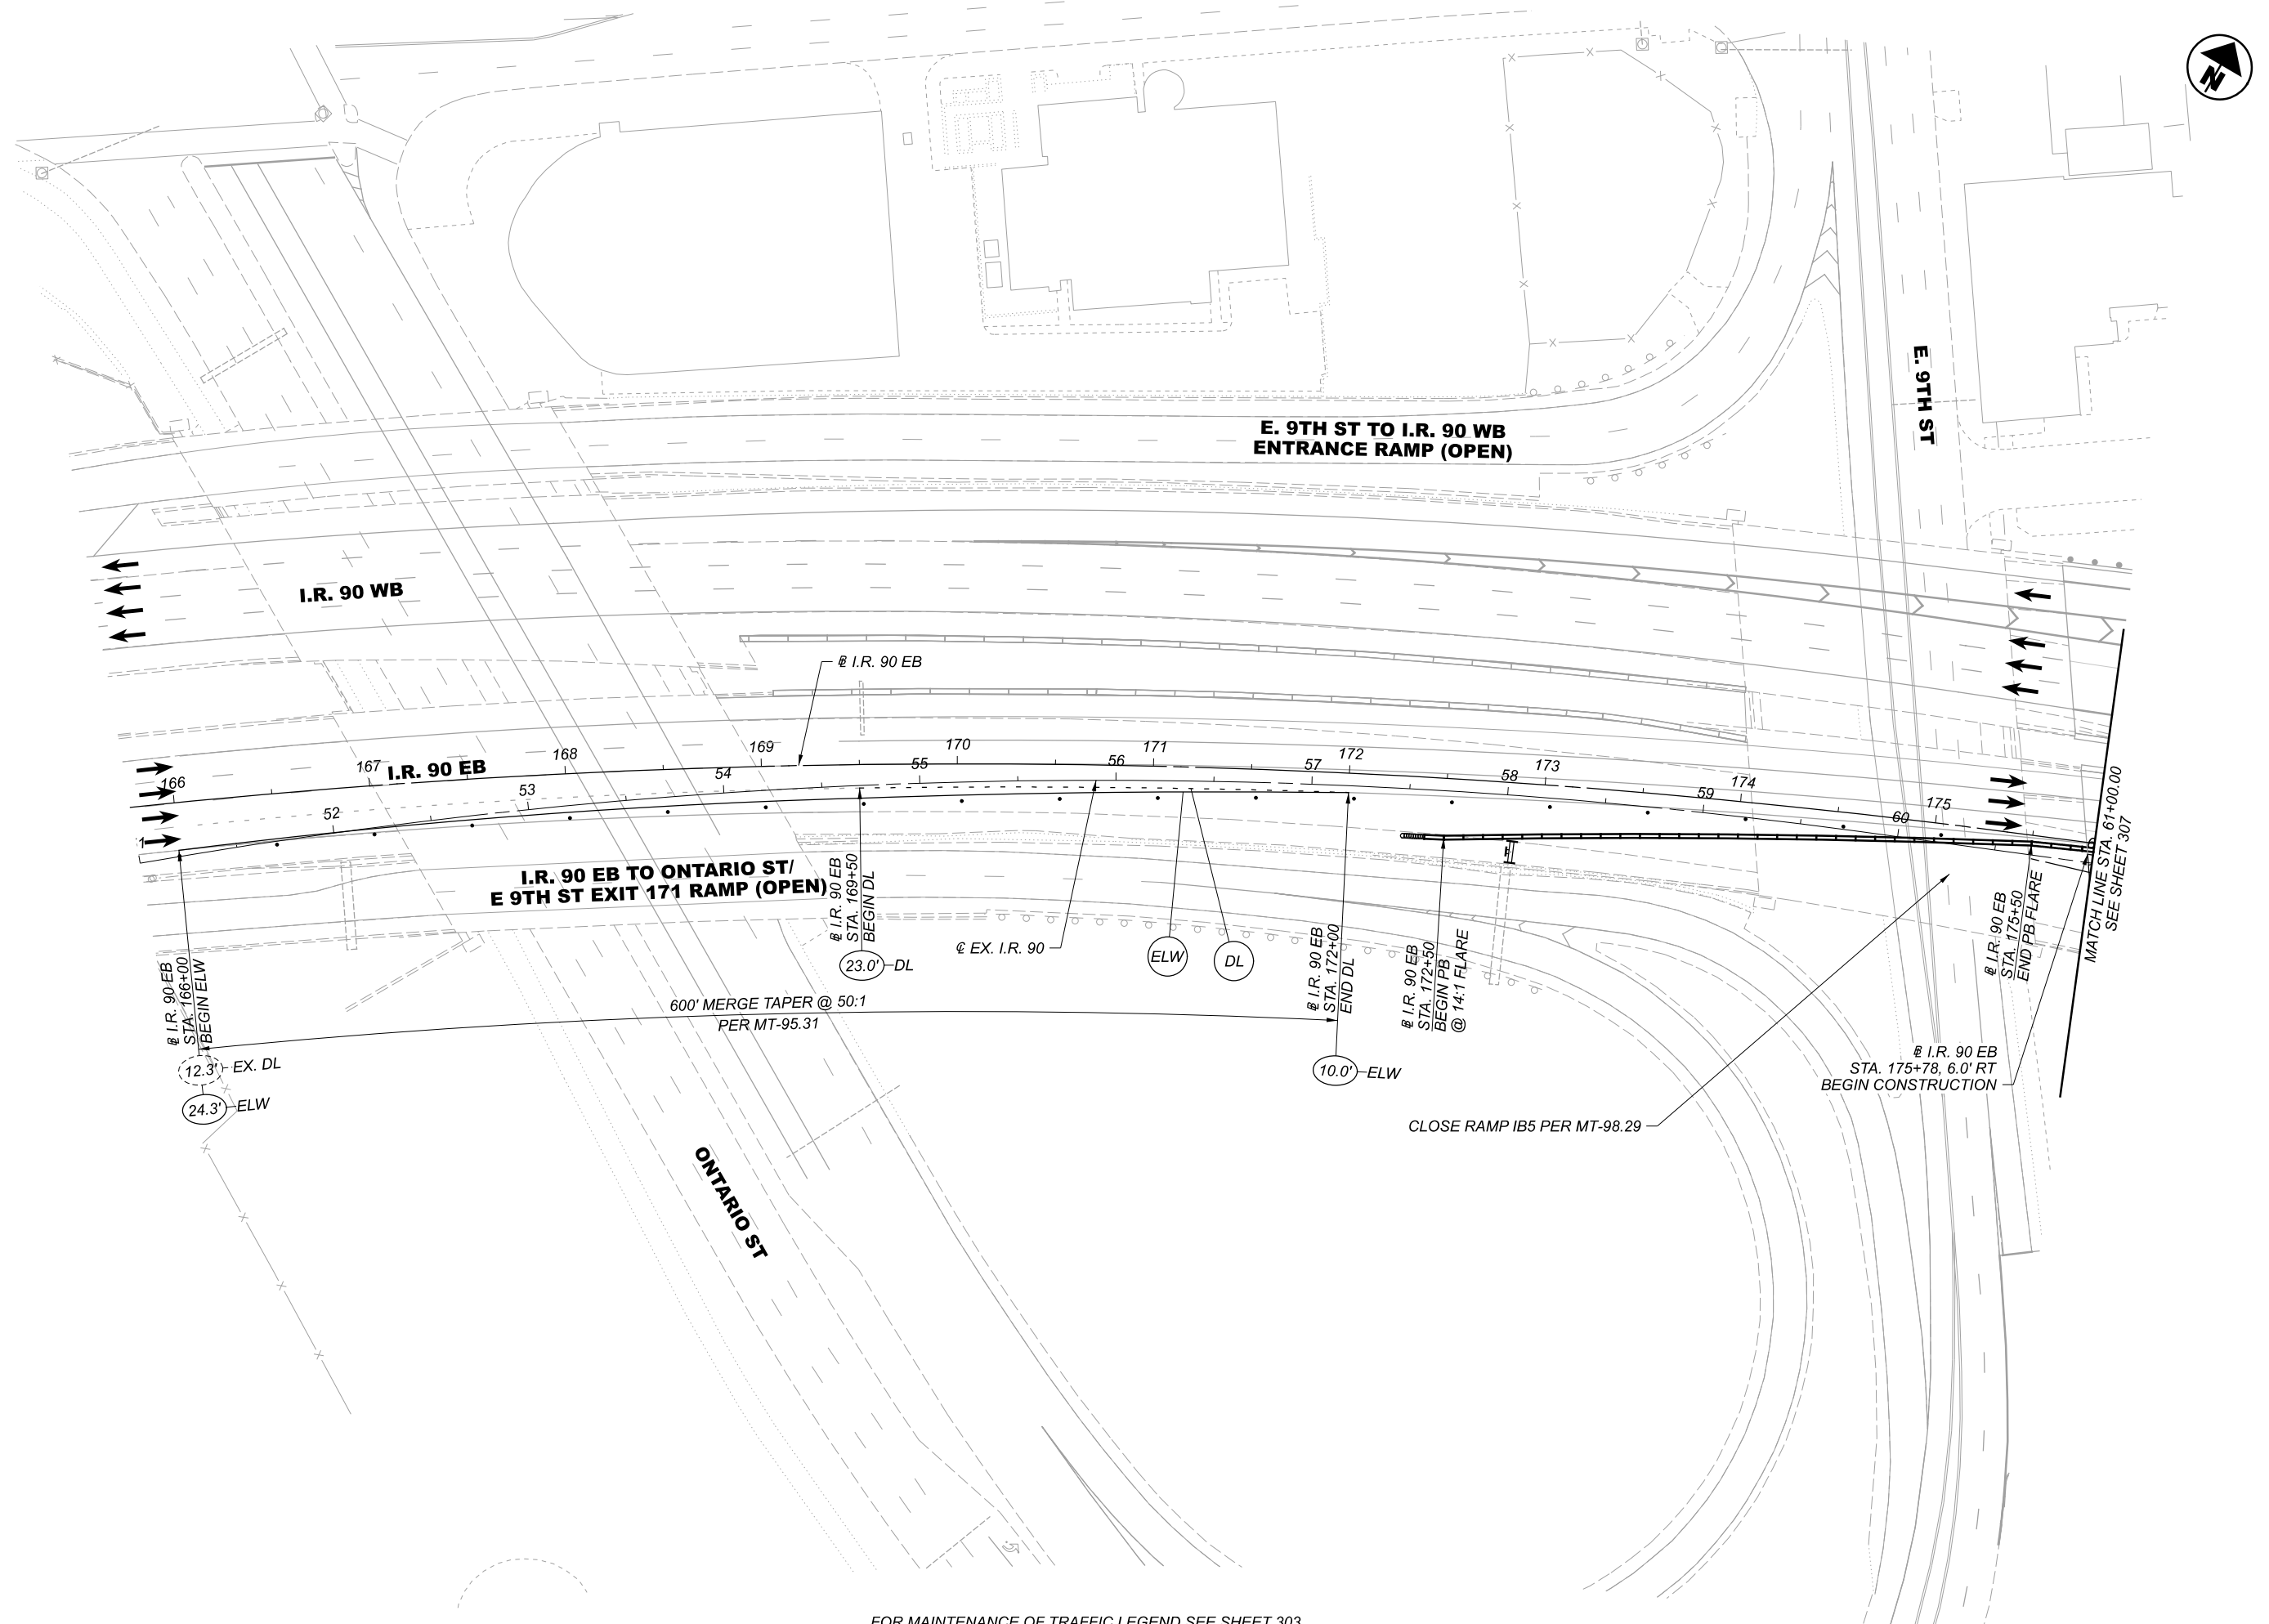 N
E. 9TH ST
E. 9TH ST TO I.R. 90 WB
ENTRANCE RAMP (OPEN)
I.R. 90 WB
℄ I.R. 90 EB
166
167
168
169
170
171
172
173
174
175
I.R. 90 EB
52
53
54
55
56
57
58
59
60
I.R. 90 EB TO ONTARIO ST/
E 9TH ST EXIT 171 RAMP (OPEN)
I.R. 90 EB
STA. 166+00
BEGIN ELW
12.3' EX. DL
24.3' ELW
600' MERGE TAPER @ 50:1
PER MT-95.31
I.R. 90 EB
STA. 169+50
BEGIN DL
23.0' DL
℄ EX. I.R. 90
ELW
DL
I.R. 90 EB
STA. 172+00
END DL
10.0' ELW
I.R. 90 EB
STA. 172+50
BEGIN PB
@ 14:1 FLARE
I.R. 90 EB
STA. 175+50
END PB FLARE
MATCH LINE STA. 61+00.00
SEE SHEET 307
I.R. 90 EB
STA. 175+78, 6.0' RT
BEGIN CONSTRUCTION
CLOSE RAMP IB5 PER MT-98.29
ONTARIO ST
FOR MAINTENANCE OF TRAFFIC LEGEND SEE SHEET 303